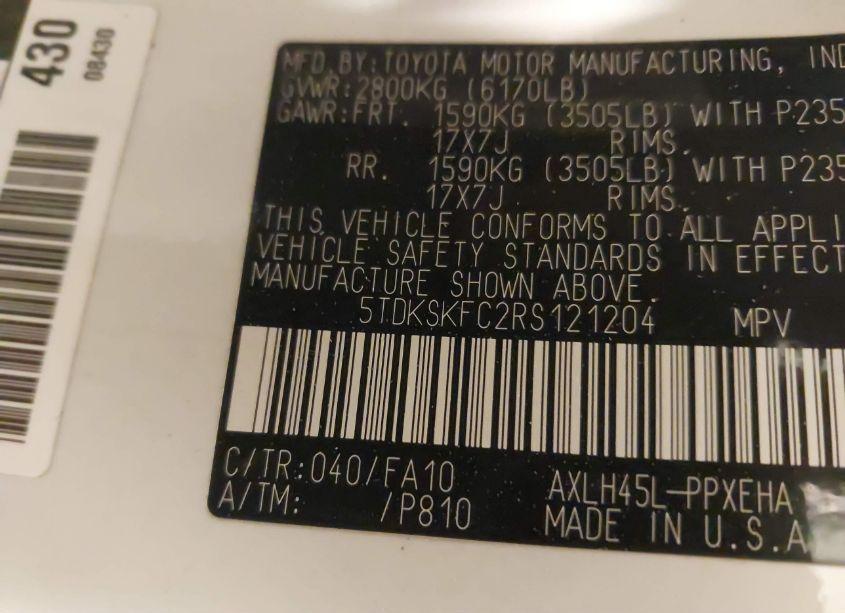 430
08430
MFD.BY:TOYOTA MOTOR MANUFACTURING, IND
GVWR:2800KG (6170LB)
GAWR:FRT. 1590KG (3505LB) WITH P235
17X7J RIMS.
RR. 1590KG (3505LB) WITH P235
17X7J RIMS.
THIS VEHICLE CONFORMS TO ALL APPLI
VEHICLE SAFETY STANDARDS IN EFFECT
MANUFACTURE SHOWN ABOVE.
5TDKSKFC2RS121204 MPV
C/TR:040/FA10 AXLH45L-PPXEHA
A/TM: /P810 MADE IN U.S.A